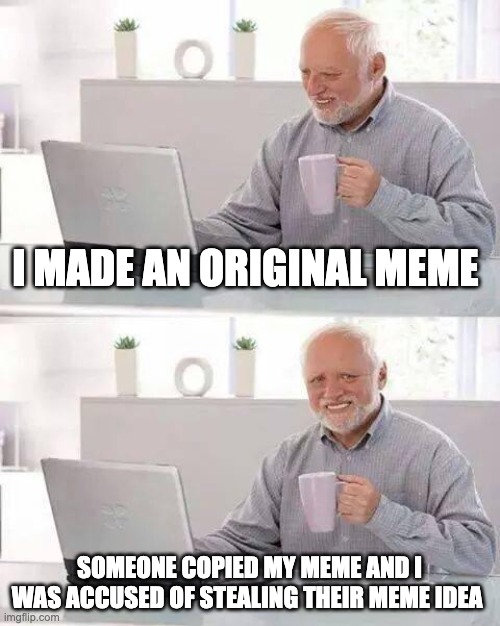 I MADE AN ORIGINAL MEME
SOMEONE COPIED MY MEME AND I
WAS ACCUSED OF STEALING THEIR MEME IDEA
imgflip.com